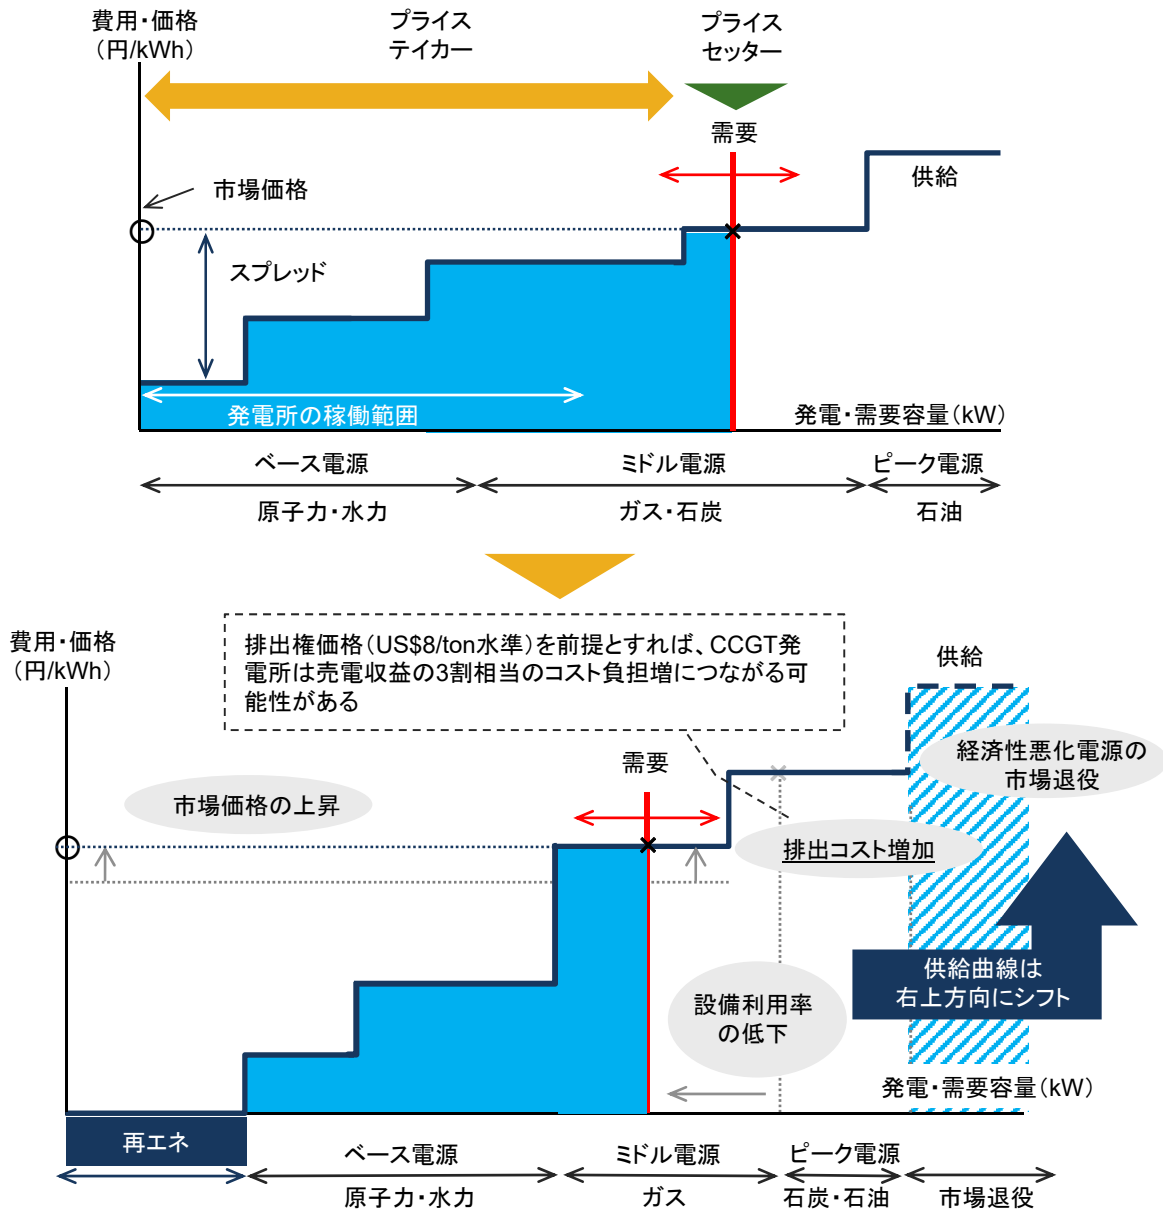 費用・価格
（円/kWh）
プライス
テイカー
プライス
セッター
需要
市場価格
供給
スプレッド
発電所の稼働範囲
発電・需要容量（kW）
ベース電源
ミドル電源
ピーク電源
原子力・水力
ガス・石炭
石油
排出権価格（US$8/ton水準）を前提とすれば、CCGT発
電所は売電収益の3割相当のコスト負担増につながる可
能性がある
費用・価格
（円/kWh）
供給
需要
経済性悪化電源の
市場退役
市場価格の上昇
排出コスト増加
供給曲線は
右上方向にシフト
設備利用率
の低下
発電・需要容量（kW）
再エネ
ベース電源
ミドル電源
ピーク電源
原子力・水力
ガス
石炭・石油
市場退役